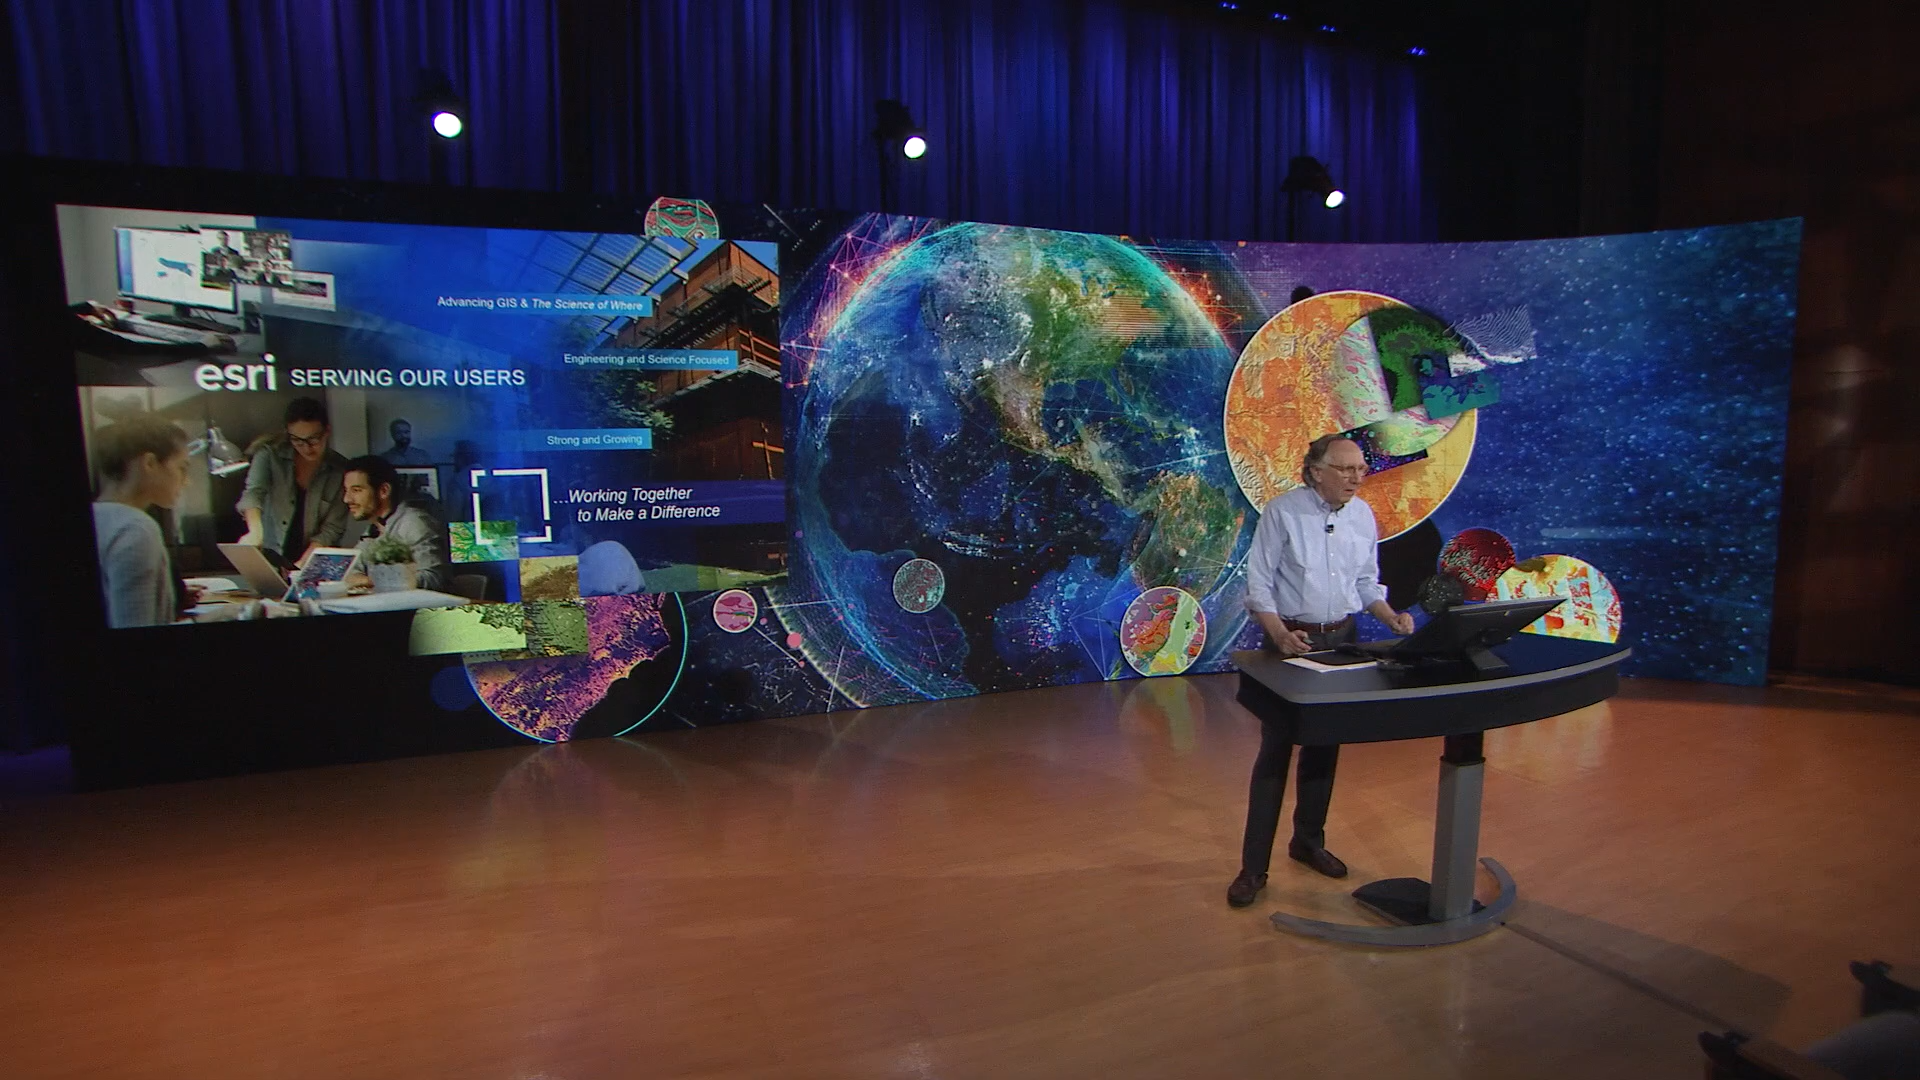 Advancing GIS & The Science of Where
Engineering and Science Focused
esri SERVING OUR USERS
Strong and Growing
...Working Together
to Make a Difference